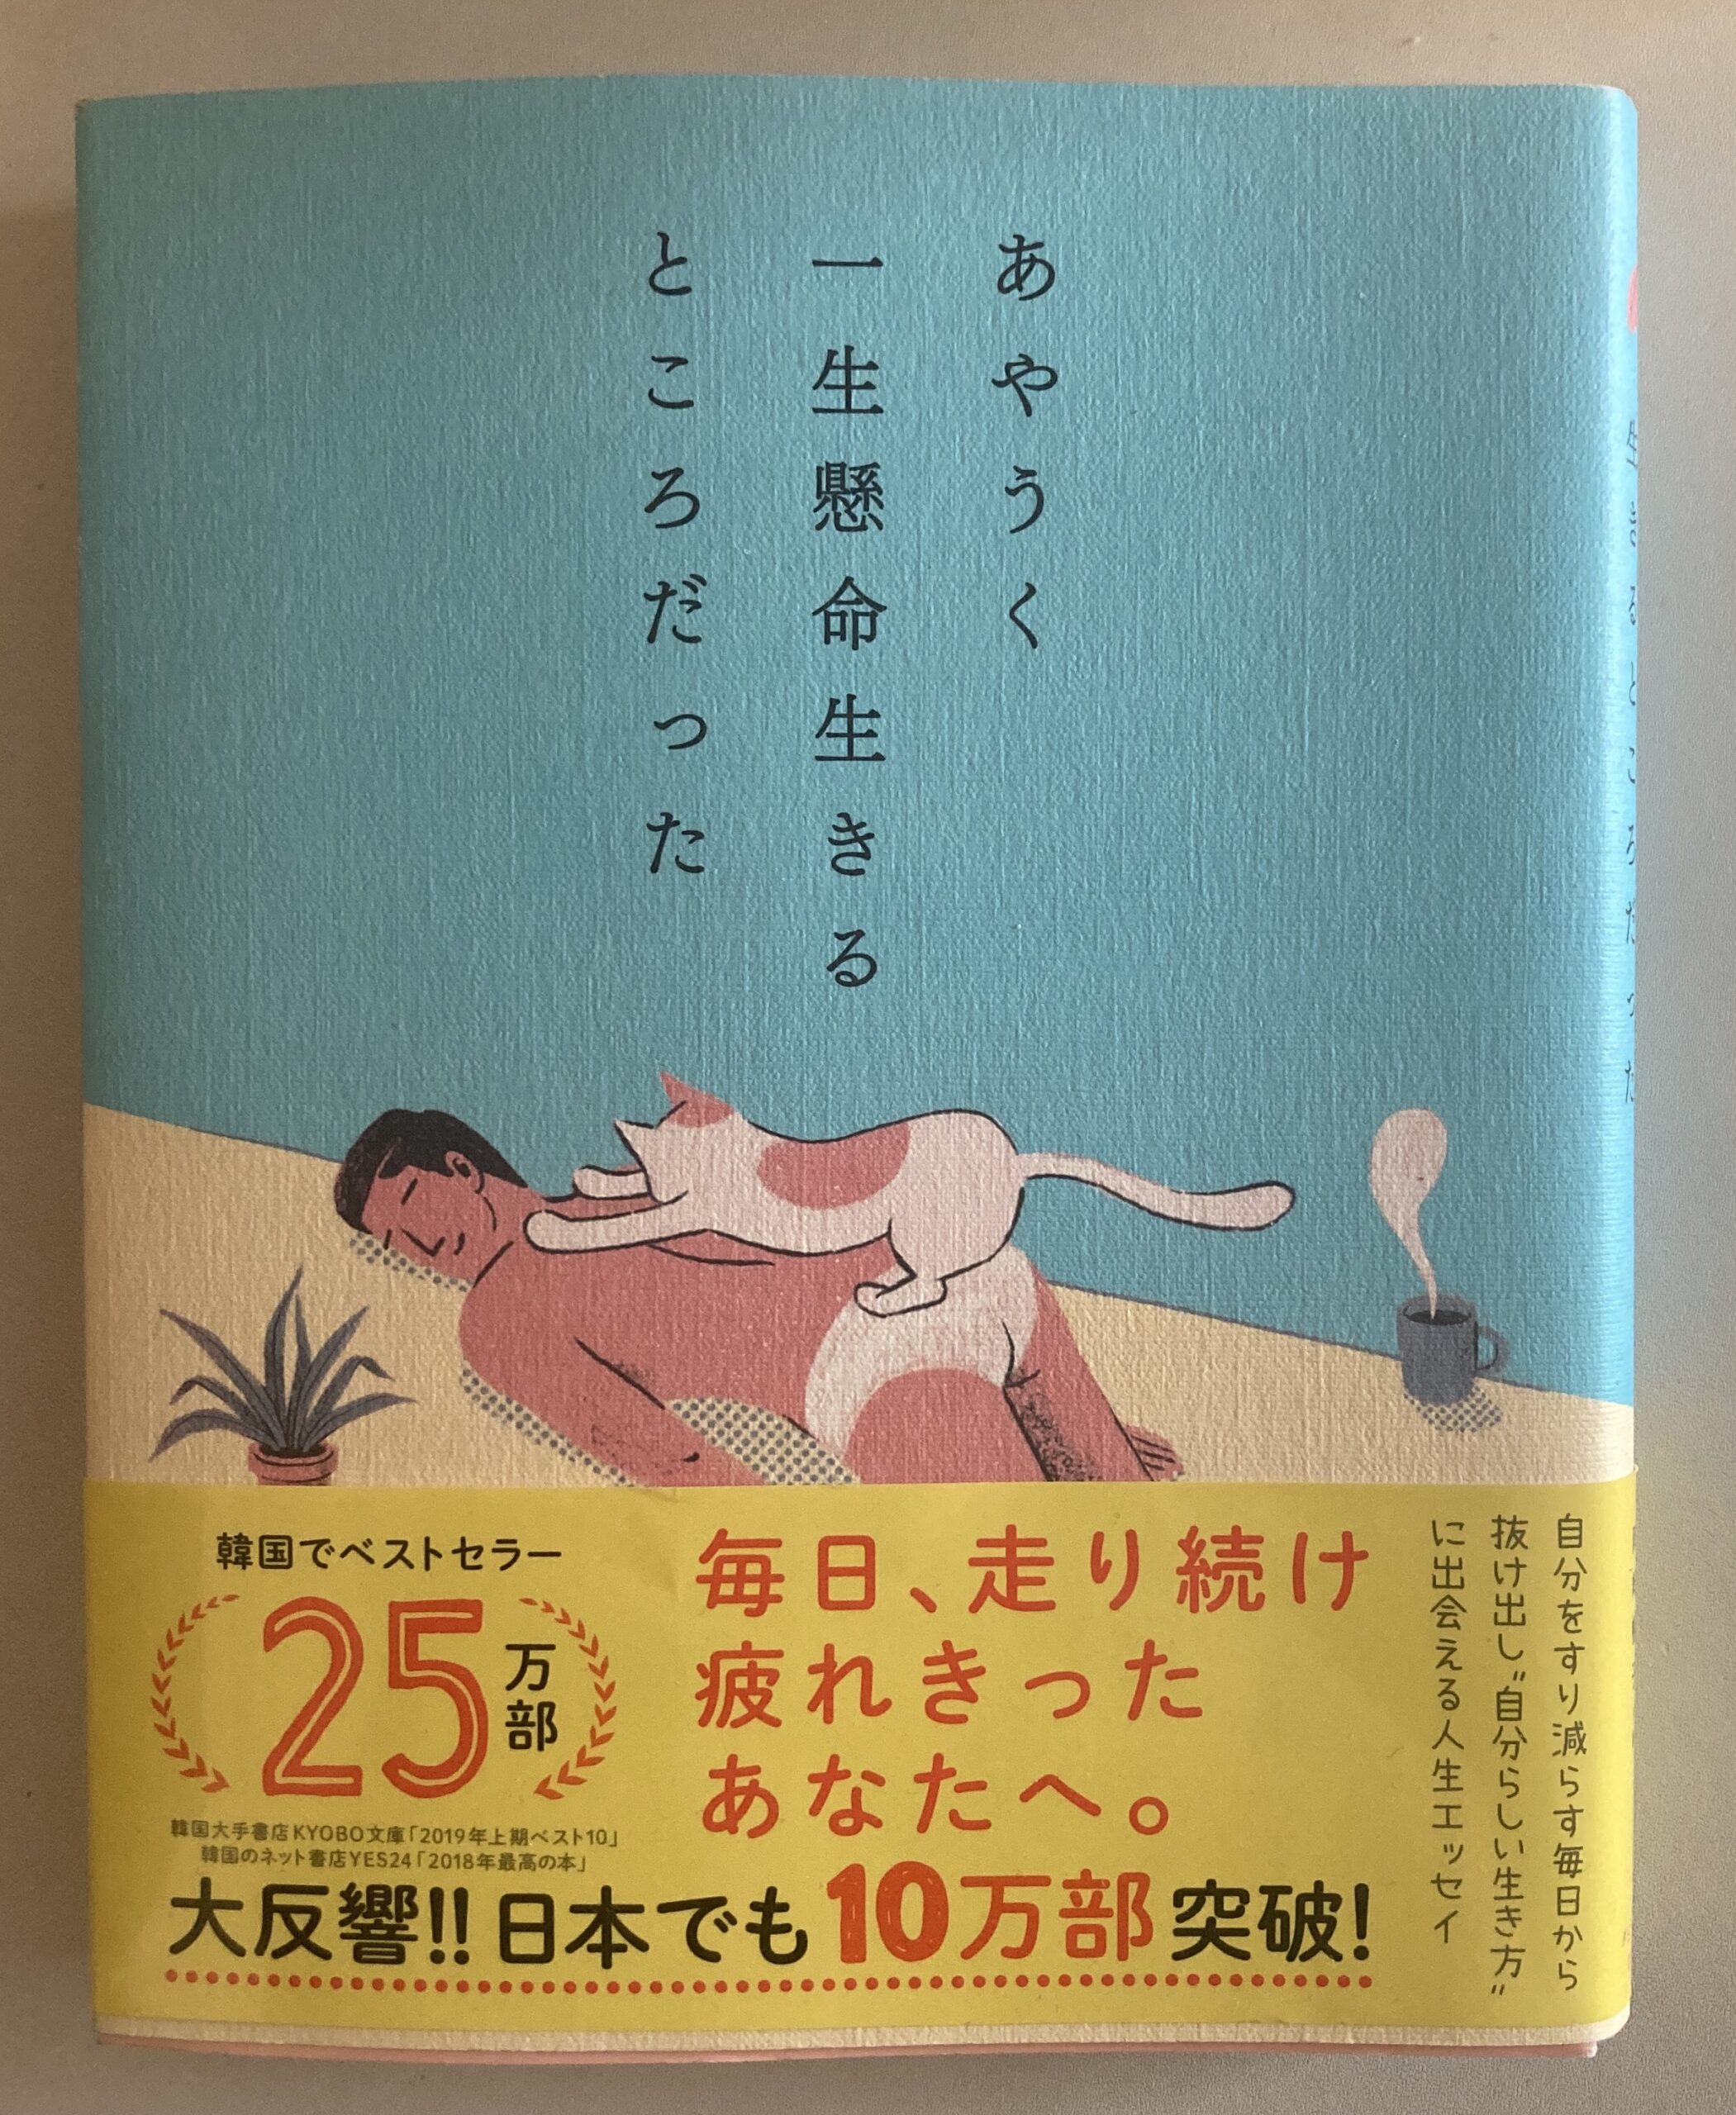 あやうく
一生懸命生きる
ところだった
自分をすり減らす毎日から
抜け出し〝自分らしい生き方〟
に出会える人生エッセイ
毎日、走り続け
疲れきった
あなたへ。
韓国でベストセラー
25万部
韓国大手書店KYOBO文庫「2019年上期ベスト10」
韓国のネット書店YES24「2018年最高の本」
大反響!!日本でも10万部突破!